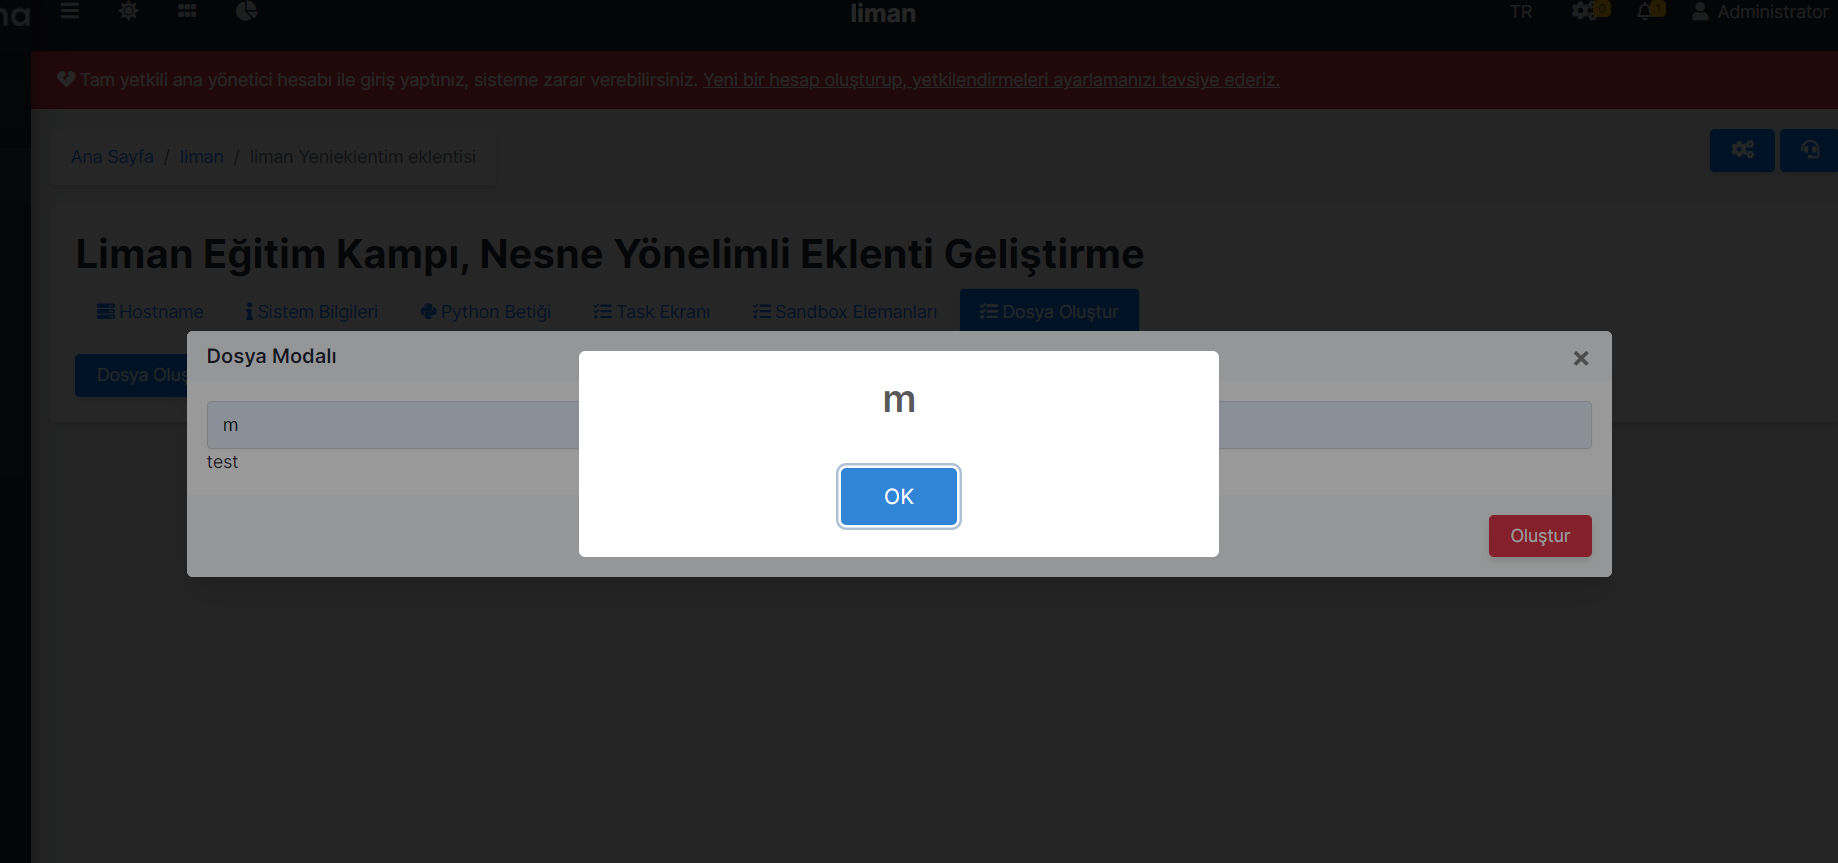 na
liman
TR
0
1
Administrator
Tam yetkili ana yönetici hesabı ile giriş yaptınız, sisteme zarar verebilirsiniz. Yeni bir hesap oluşturup, yetkilendirmeleri ayarlamanızı tavsiye ederiz.
Ana Sayfa / liman / liman Yenieklentim eklentisi
Liman Eğitim Kampı, Nesne Yönelimli Eklenti Geliştirme
Hostname
Sistem Bilgileri
Python Betiği
Task Ekranı
Sandbox Elemanları
Dosya Oluştur
Dosya Oluş
Dosya Modalı
×
m
test
m
OK
Oluştur